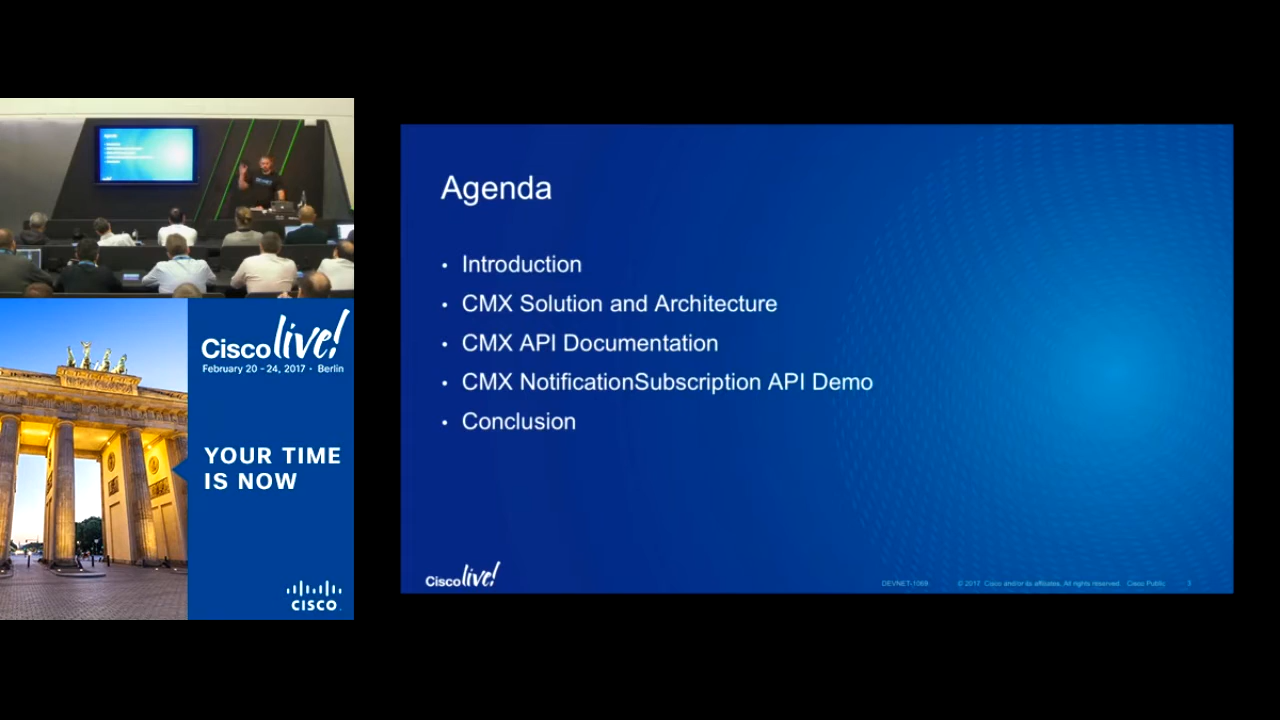 Cisco live!
February 20 - 24, 2017 • Berlin
YOUR TIME
IS NOW
CISCO
Agenda
• Introduction
• CMX Solution and Architecture
• CMX API Documentation
• CMX NotificationSubscription API Demo
• Conclusion
Cisco live!
DEVNET-1069 © 2017 Cisco and/or its affiliates. All rights reserved. Cisco Public 3